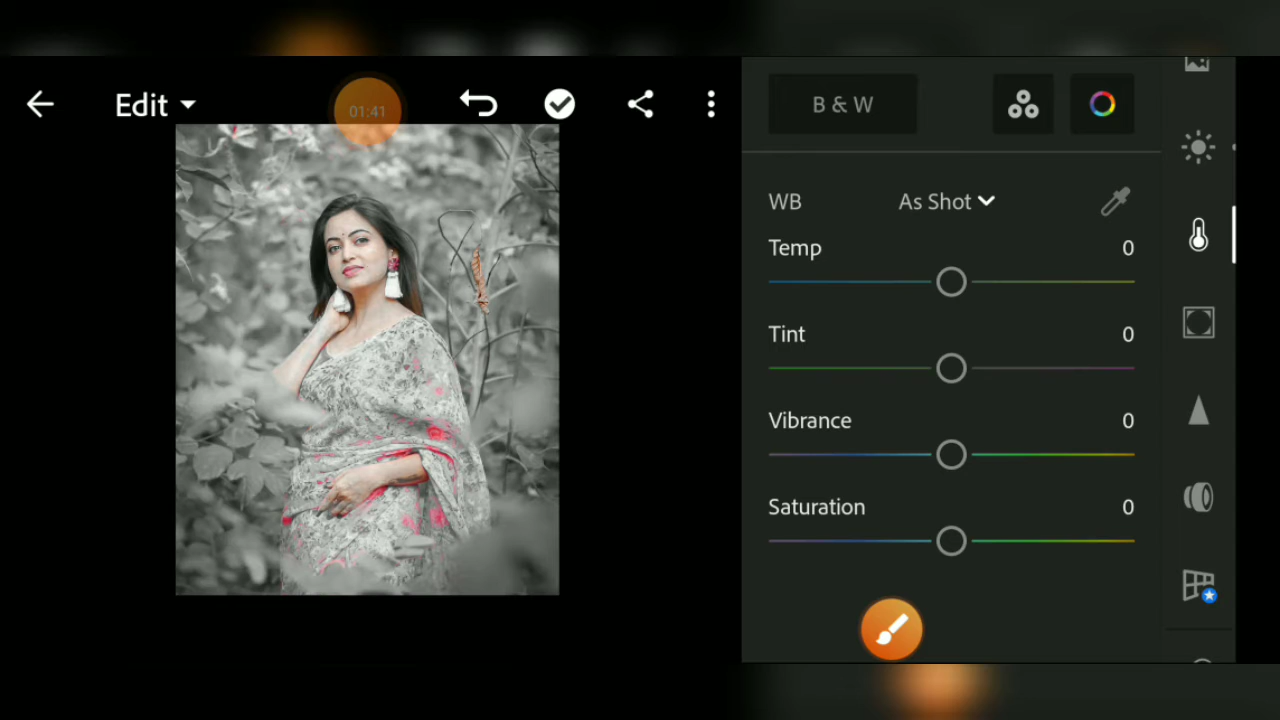 Edit
01:41
B & W
WB As Shot
Temp 0
Tint 0
Vibrance 0
Saturation 0